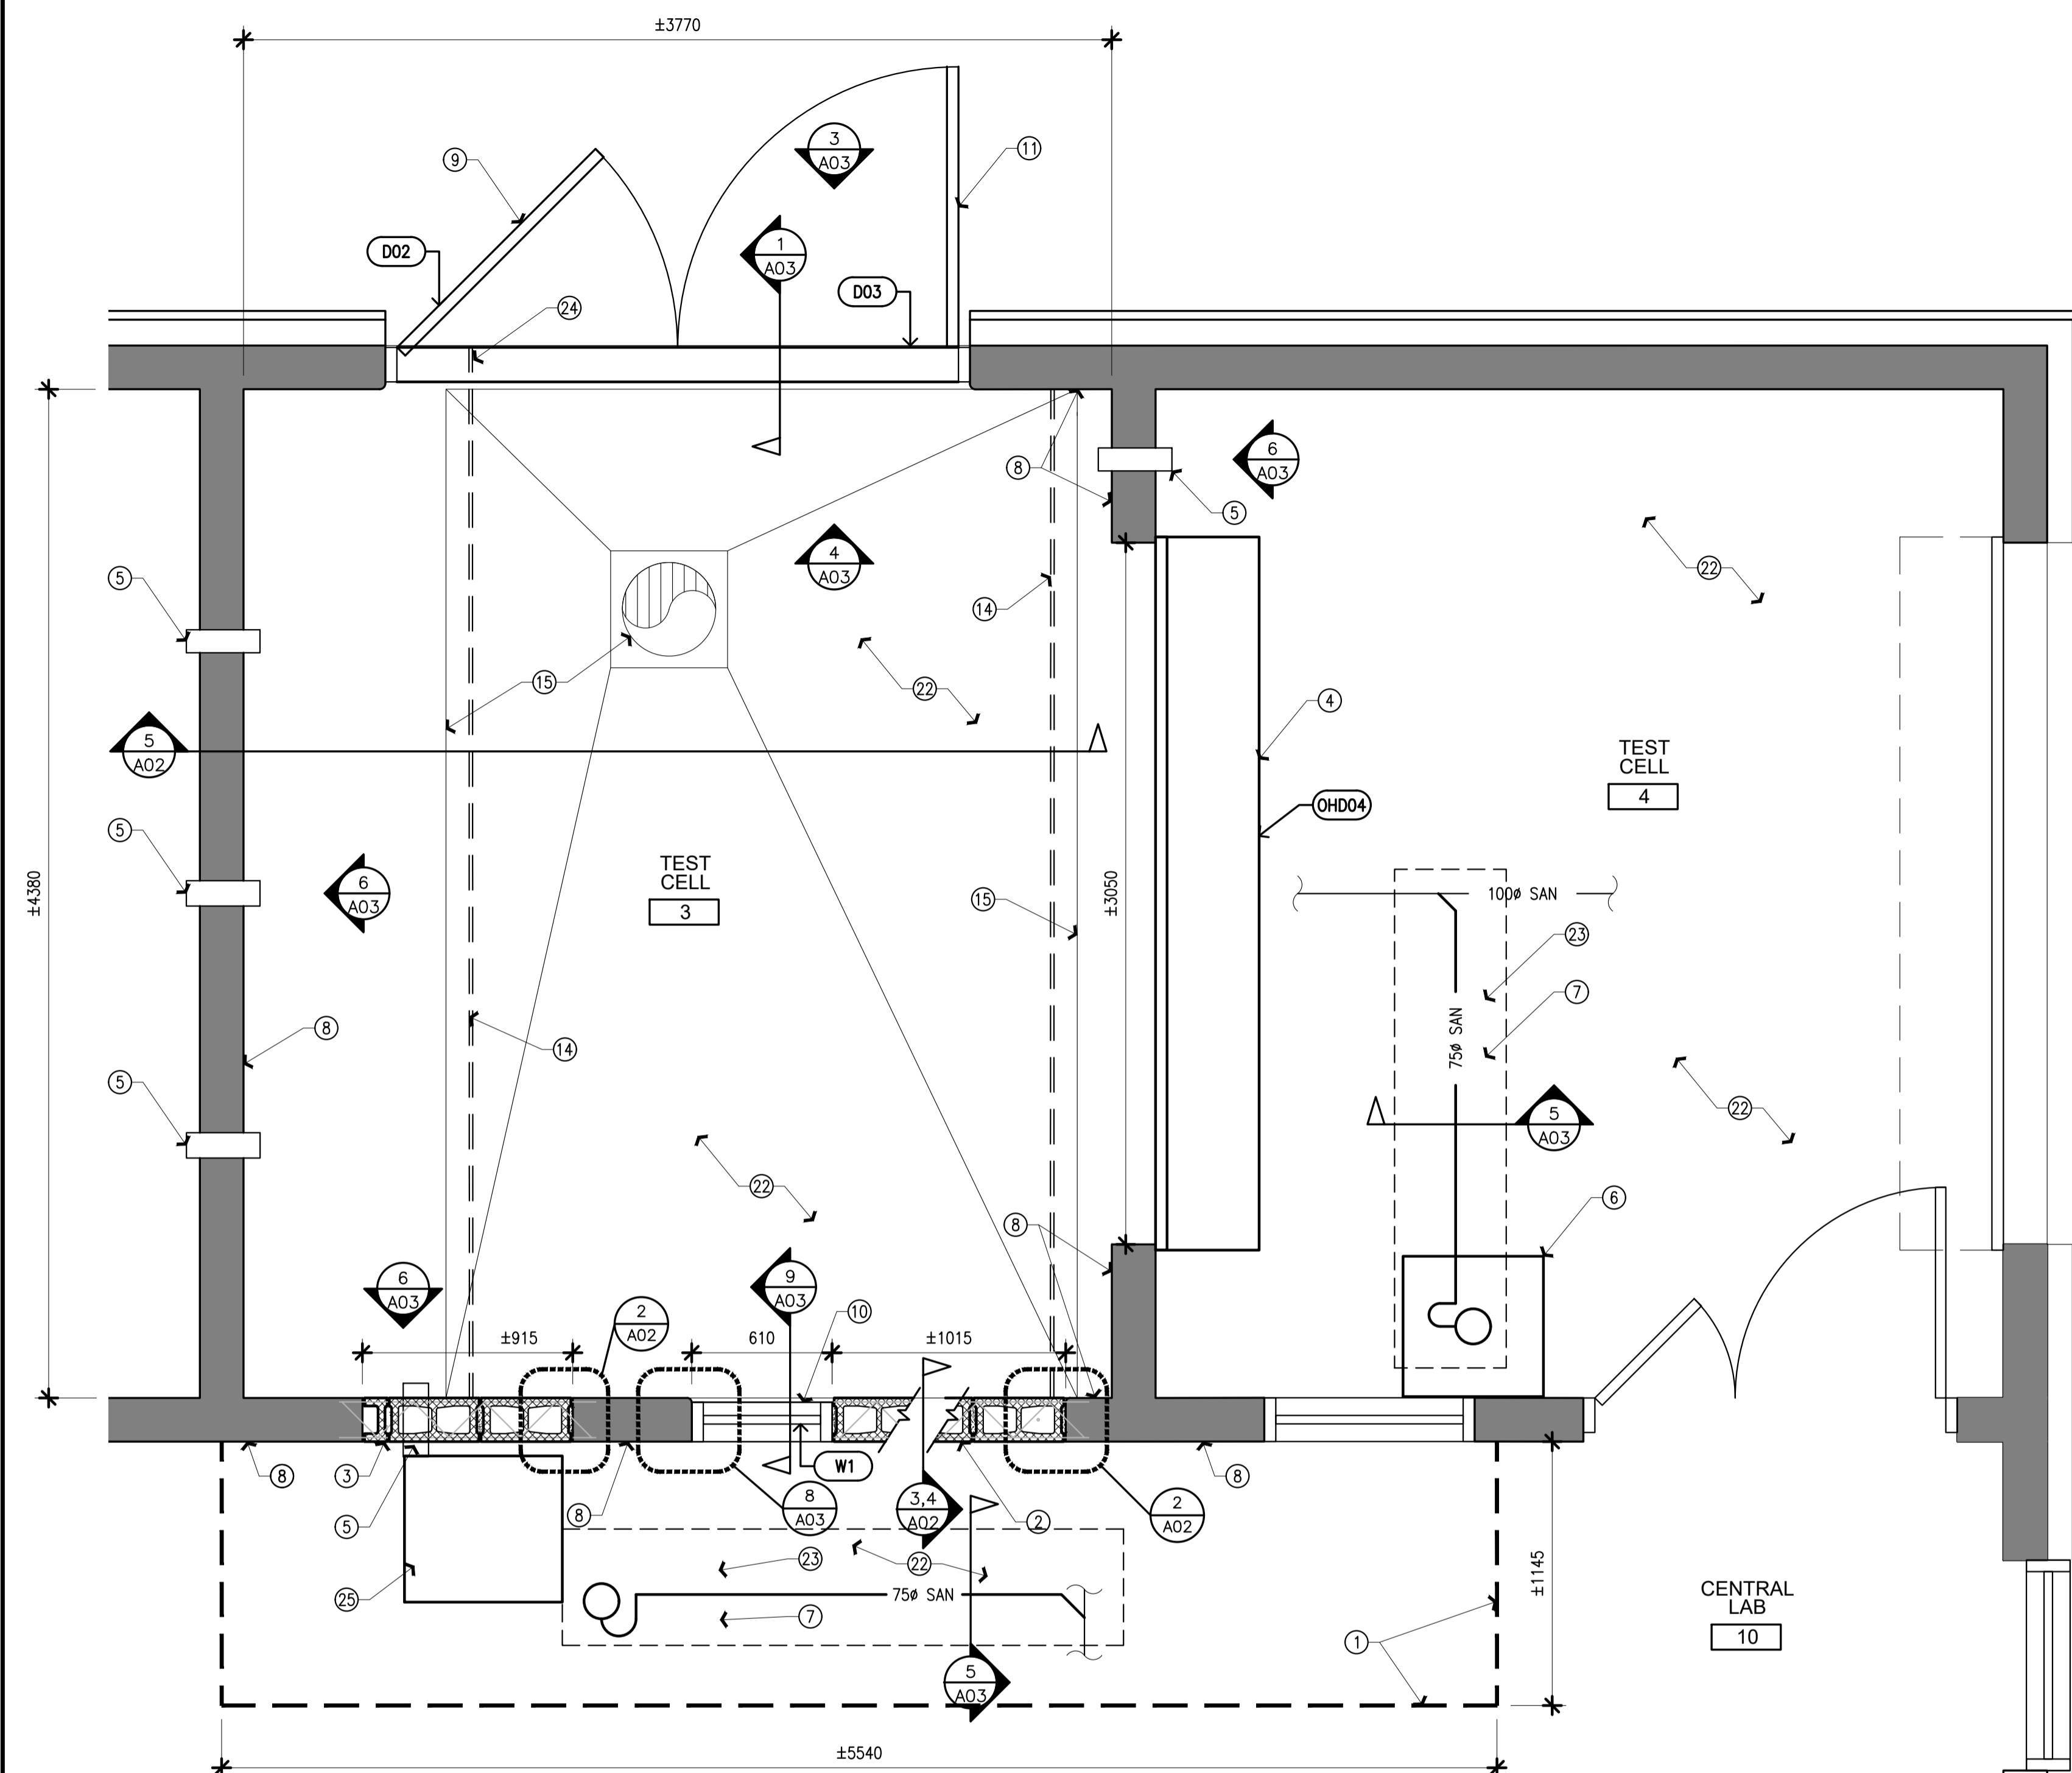 ±3770
3
A03
9
11
1
A03
D02
D03
24
6
A03
8
5
4
A03
22
5
14
15
22
4
5
A02
TEST
CELL
4
OHD04
5
TEST
CELL
3
6
A03
±4380
±3050
15
100ø SAN
23
7
75ø SAN
8
14
5
22
5
A03
22
8
6
6
A03
9
A03
10
2
A02
±915
610
±1015
8
3
W1
8
5
8
8
A03
3,4
A02
2
2
A02
23
22
25
75ø SAN
7
±1145
CENTRAL
LAB
10
1
5
A03
±5540